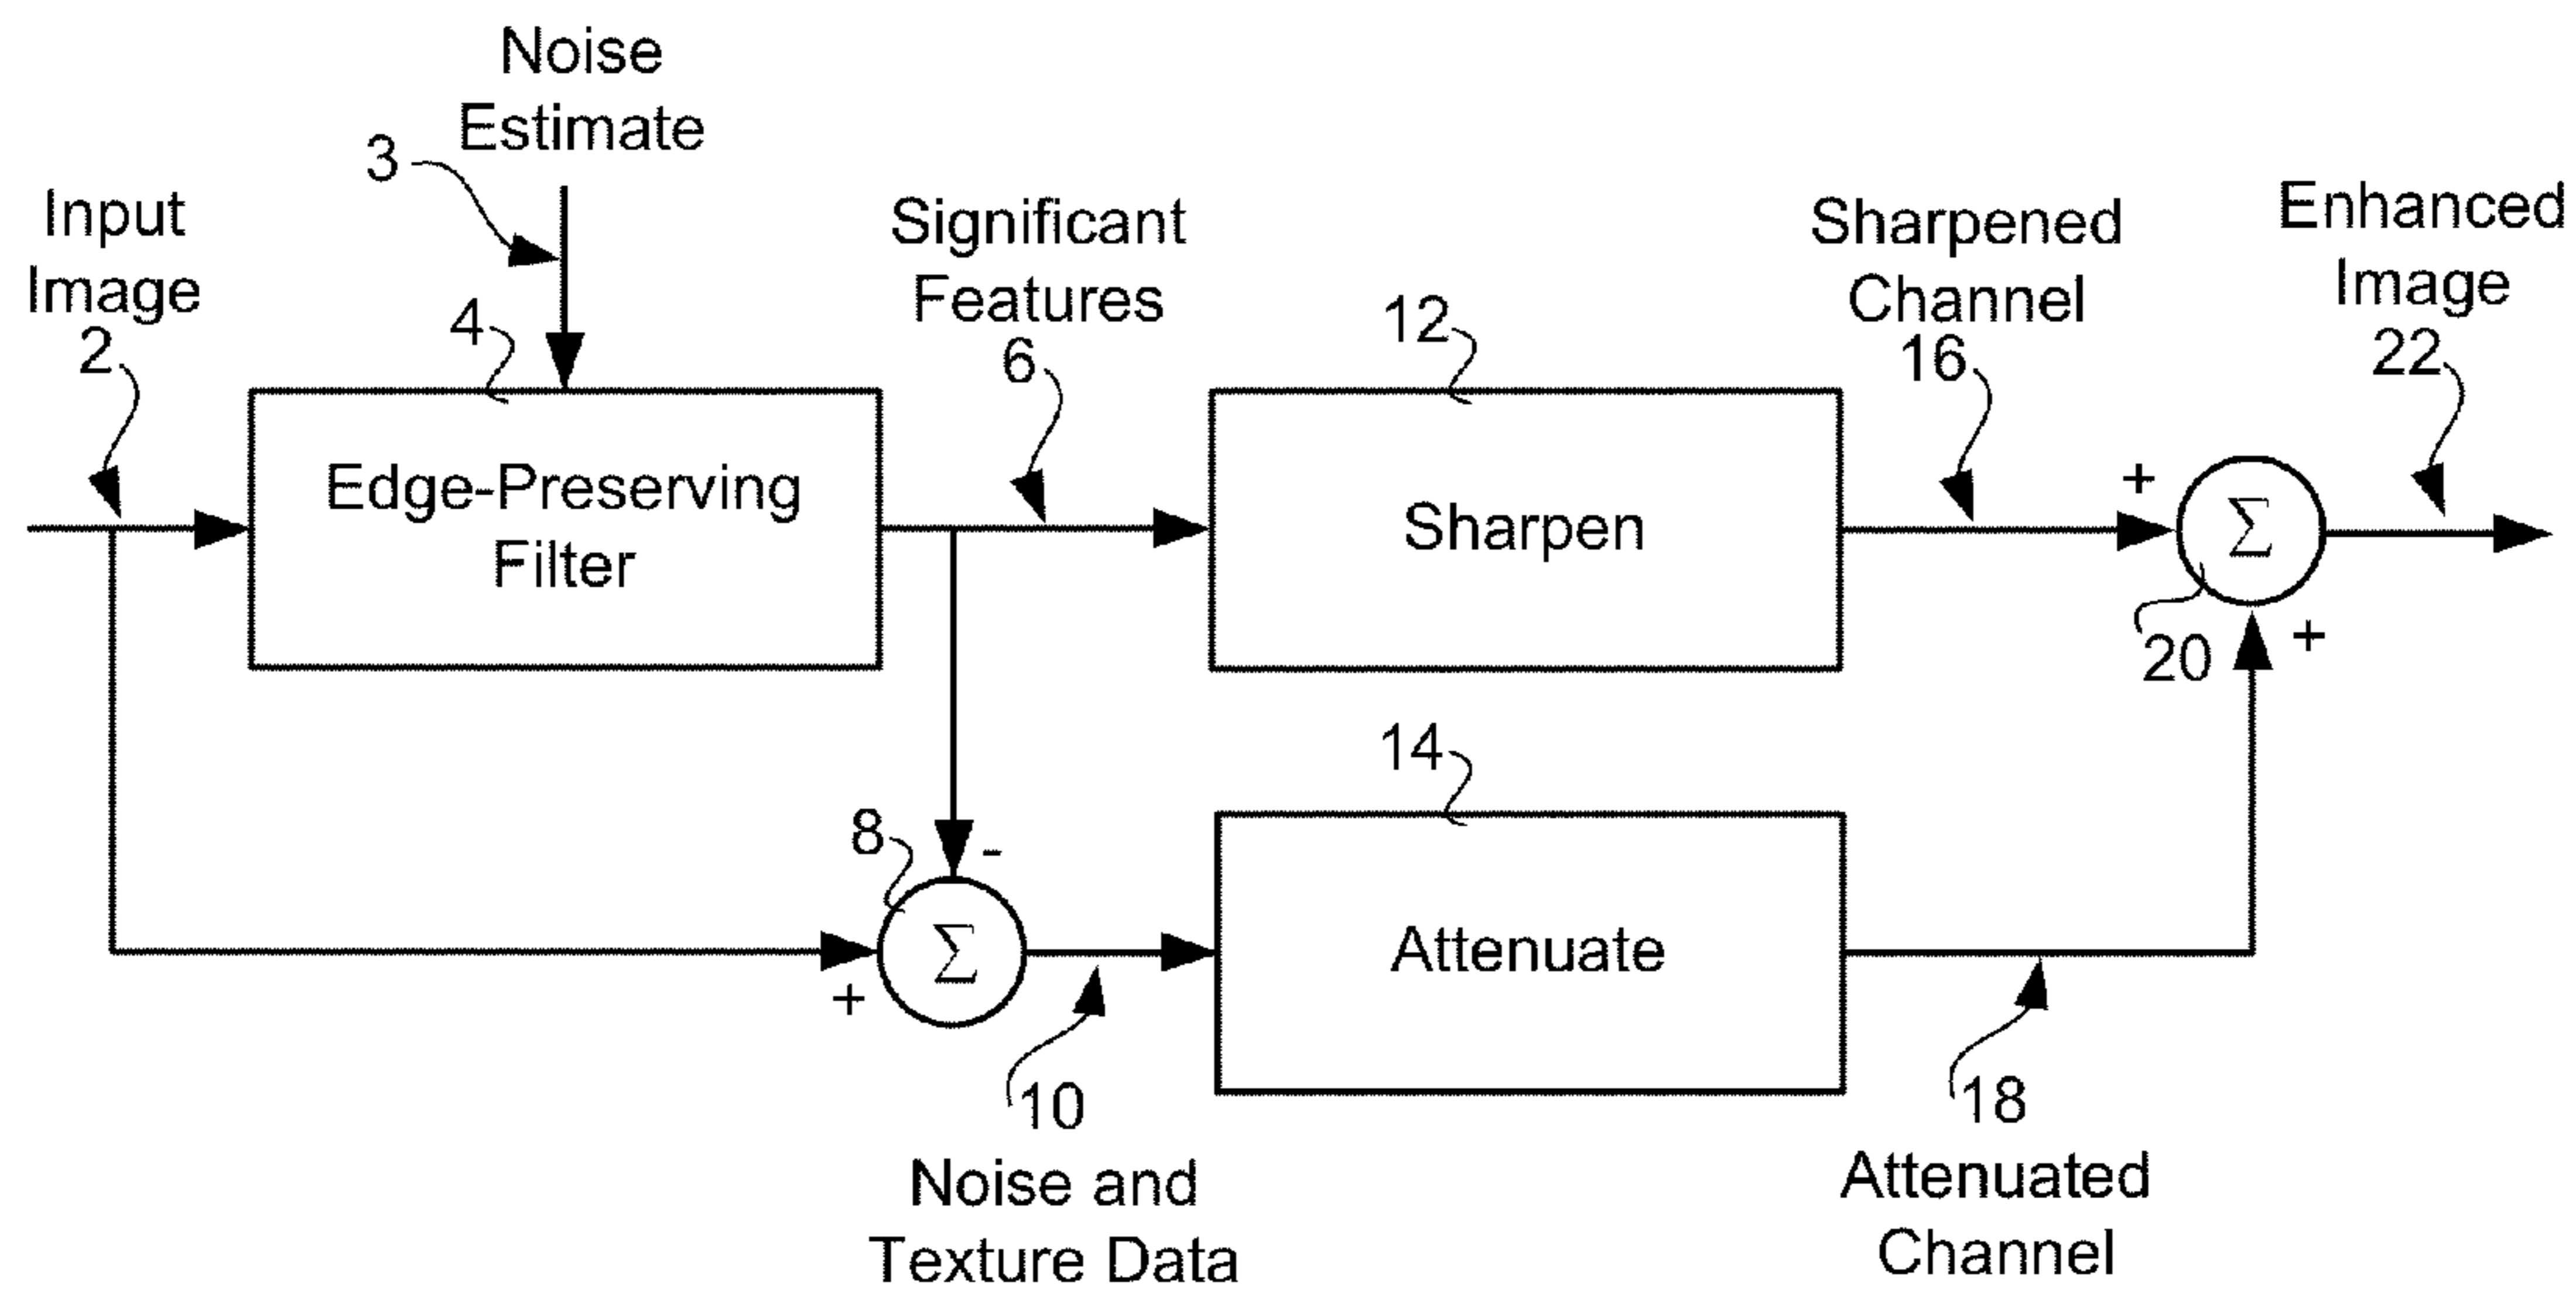 Noise
Estimate
3
Input
Image
2
4
Significant
Features
6
12
Sharpened
Channel
16
Enhanced
Image
22
Edge-Preserving
Filter
Sharpen
+
Σ
+
20
14
8
-
Σ
+
Attenuate
10
Noise and
Texture Data
18
Attenuated
Channel